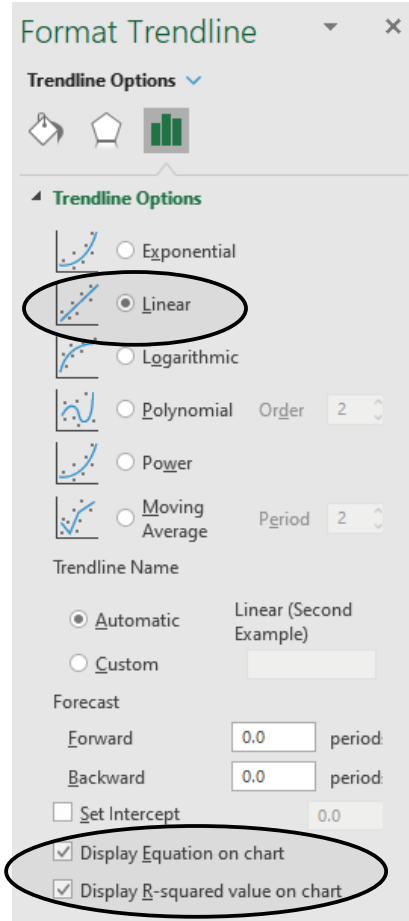 Format Trendline
Trendline Options
Trendline Options
Exponential
Linear
Logarithmic
Polynomial Order 2
Power
Moving Average Period 2
Trendline Name
Automatic Linear (Second Example)
Custom
Forecast
Forward 0.0 period
Backward 0.0 period
Set Intercept 0.0
Display Equation on chart
Display R-squared value on chart